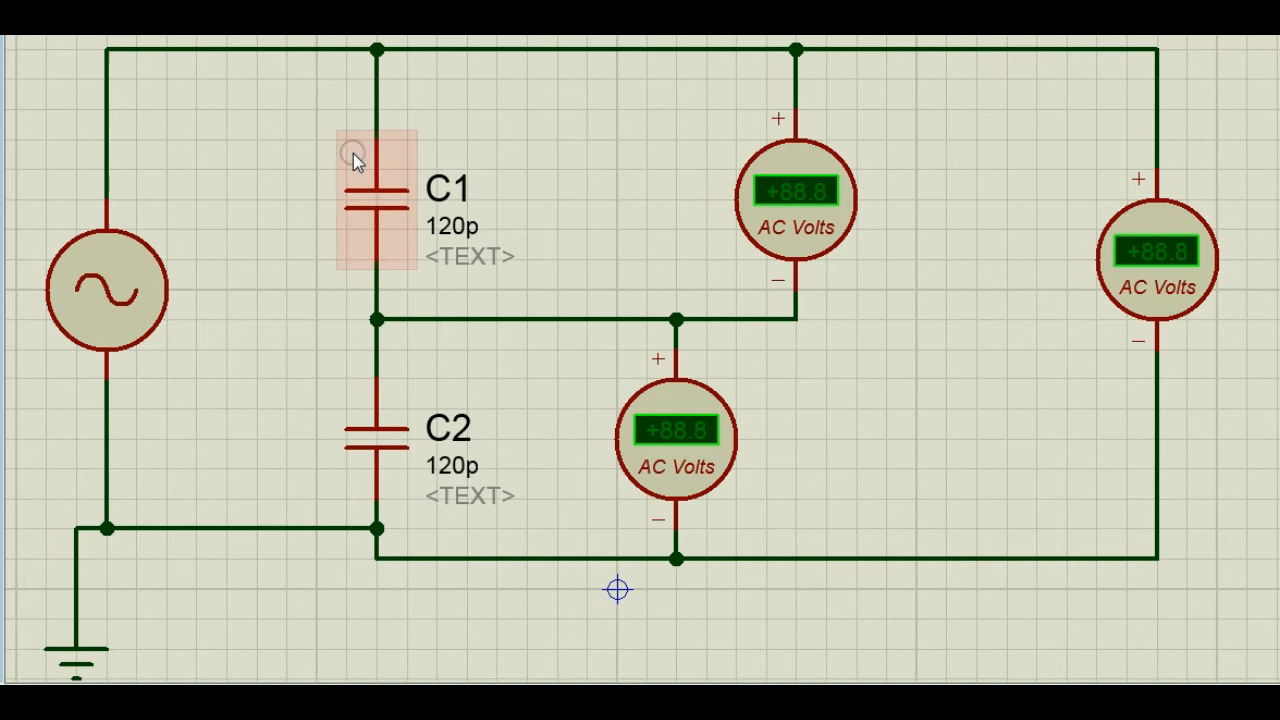 C1
120p
<TEXT>
+
+88.8
AC Volts
−
+
+88.8
AC Volts
−
C2
120p
<TEXT>
+
+88.8
AC Volts
−